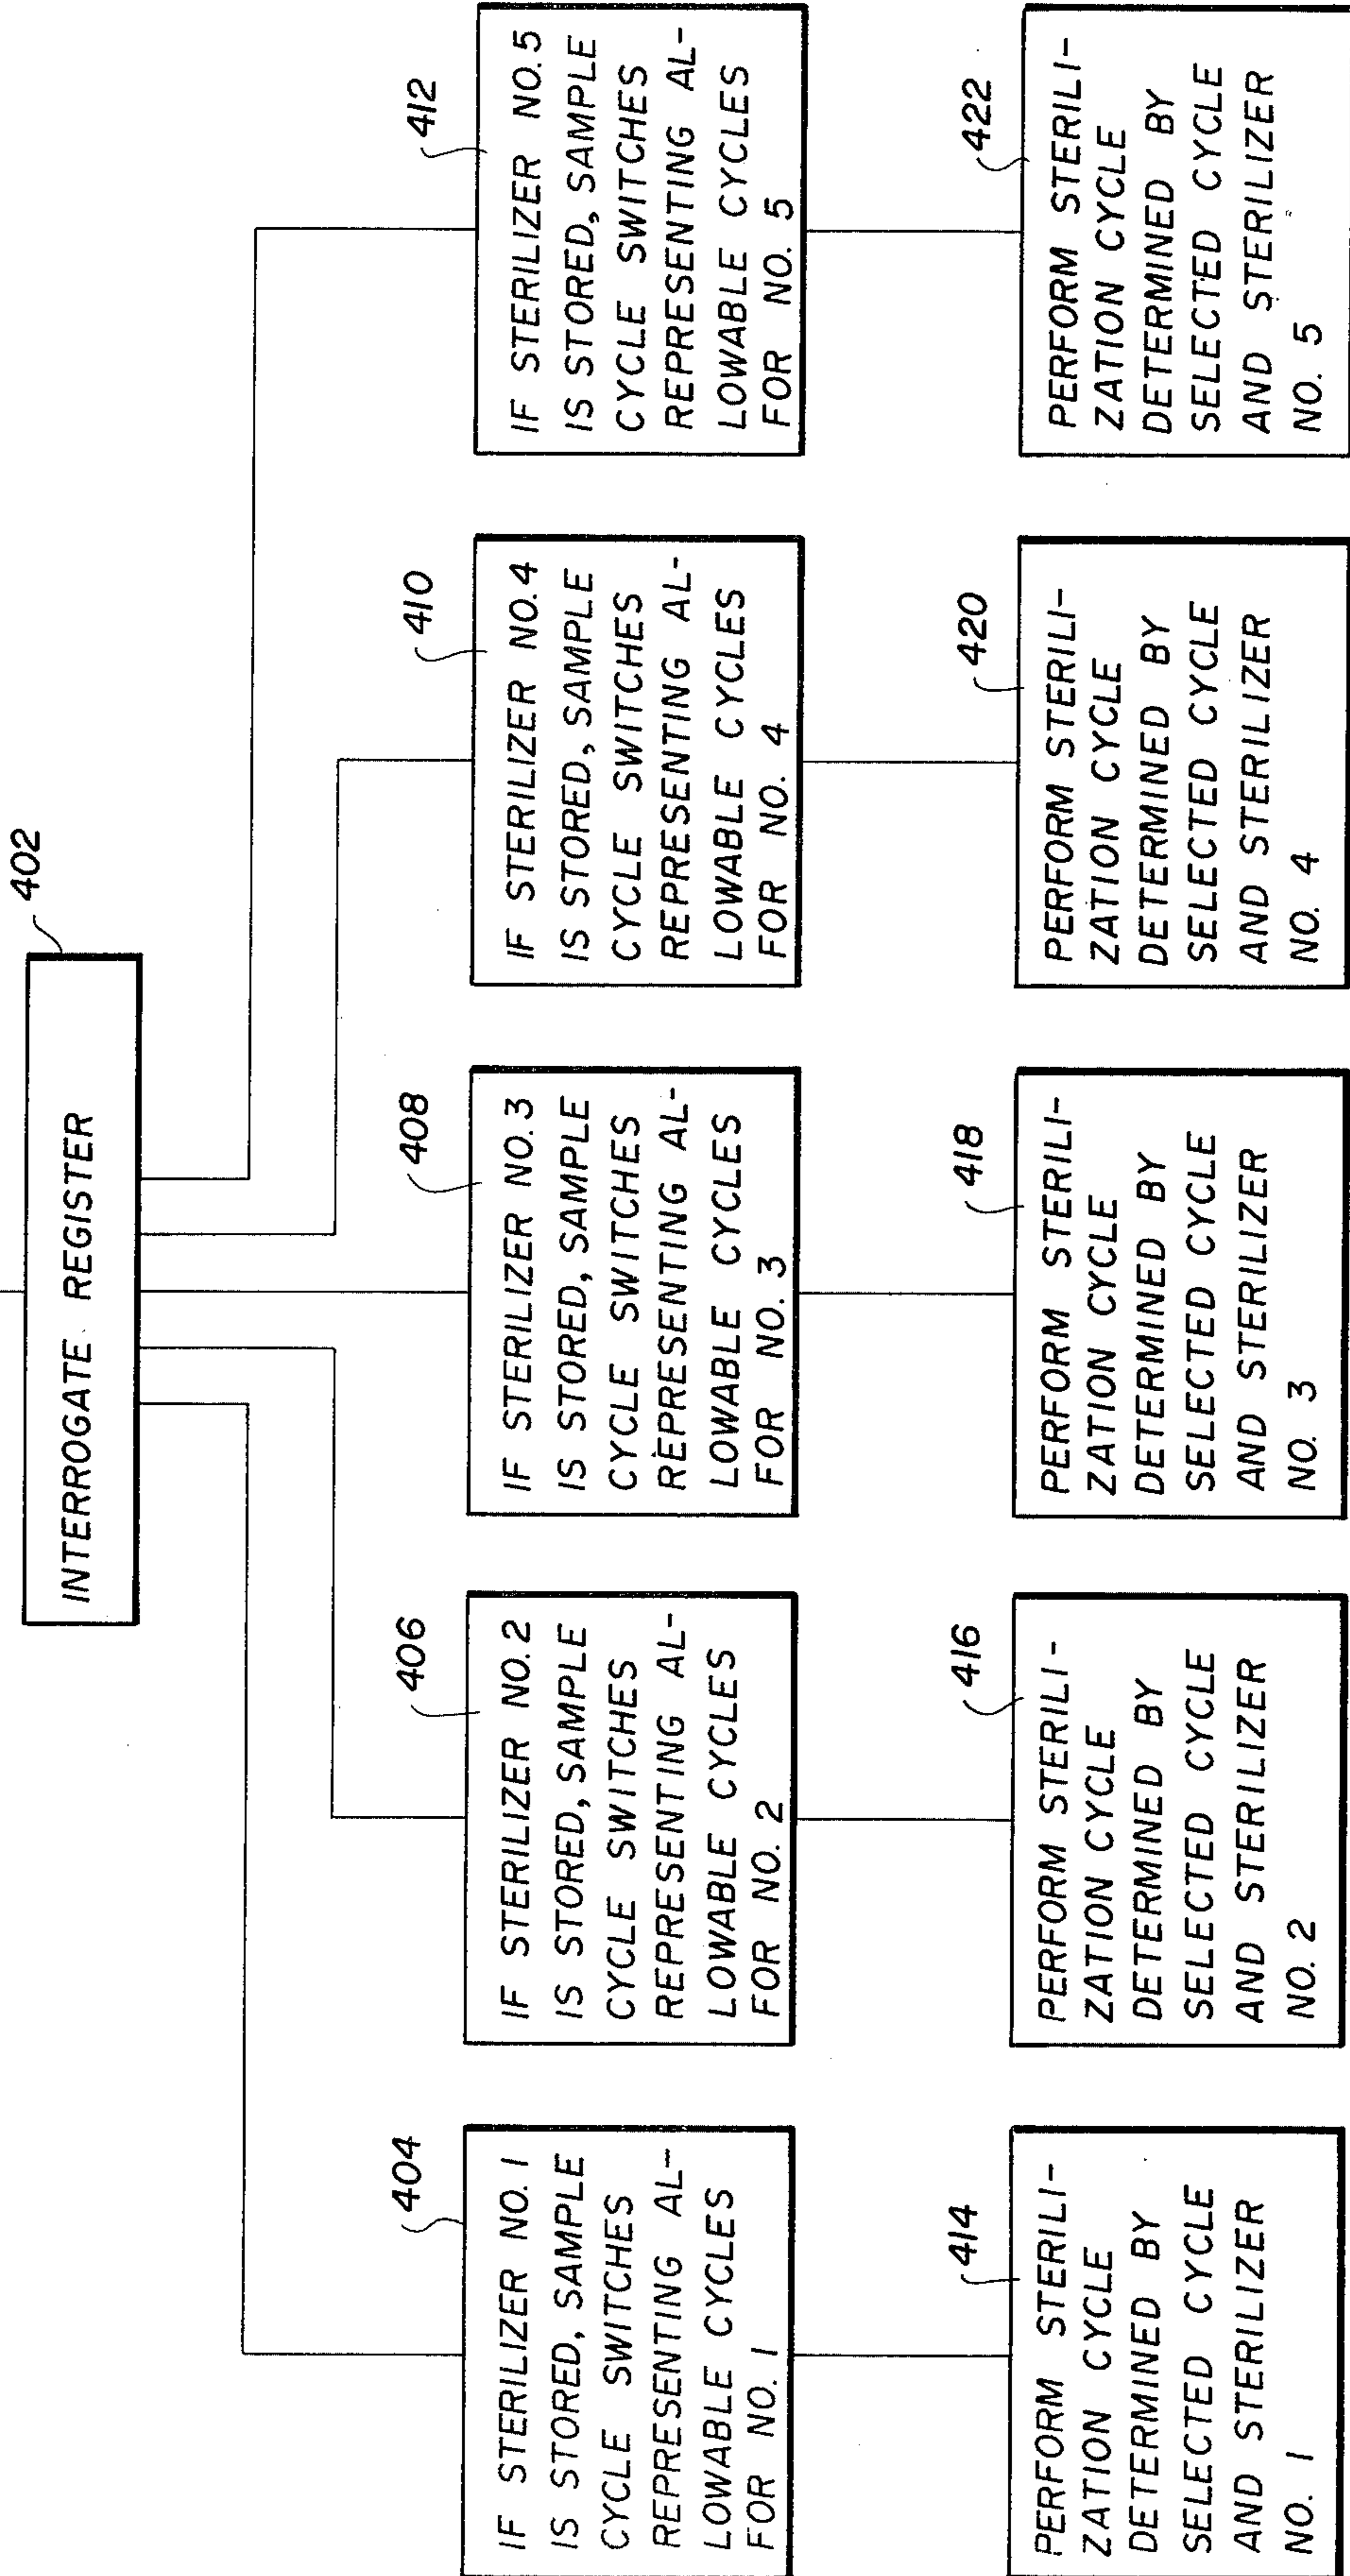 402
INTERROGATE REGISTER
404
IF STERILIZER NO. 1
IS STORED, SAMPLE
CYCLE SWITCHES
REPRESENTING AL-
LOWABLE CYCLES
FOR NO. 1
406
IF STERILIZER NO. 2
IS STORED, SAMPLE
CYCLE SWITCHES
REPRESENTING AL-
LOWABLE CYCLES
FOR NO. 2
408
IF STERILIZER NO. 3
IS STORED, SAMPLE
CYCLE SWITCHES
REPRESENTING AL-
LOWABLE CYCLES
FOR NO. 3
410
IF STERILIZER NO. 4
IS STORED, SAMPLE
CYCLE SWITCHES
REPRESENTING AL-
LOWABLE CYCLES
FOR NO. 4
412
IF STERILIZER NO. 5
IS STORED, SAMPLE
CYCLE SWITCHES
REPRESENTING AL-
LOWABLE CYCLES
FOR NO. 5
414
PERFORM STERILI-
ZATION CYCLE
DETERMINED BY
SELECTED CYCLE
AND STERILIZER
NO. 1
416
PERFORM STERILI-
ZATION CYCLE
DETERMINED BY
SELECTED CYCLE
AND STERILIZER
NO. 2
418
PERFORM STERILI-
ZATION CYCLE
DETERMINED BY
SELECTED CYCLE
AND STERILIZER
NO. 3
420
PERFORM STERILI-
ZATION CYCLE
DETERMINED BY
SELECTED CYCLE
AND STERILIZER
NO. 4
422
PERFORM STERILI-
ZATION CYCLE
DETERMINED BY
SELECTED CYCLE
AND STERILIZER
NO. 5